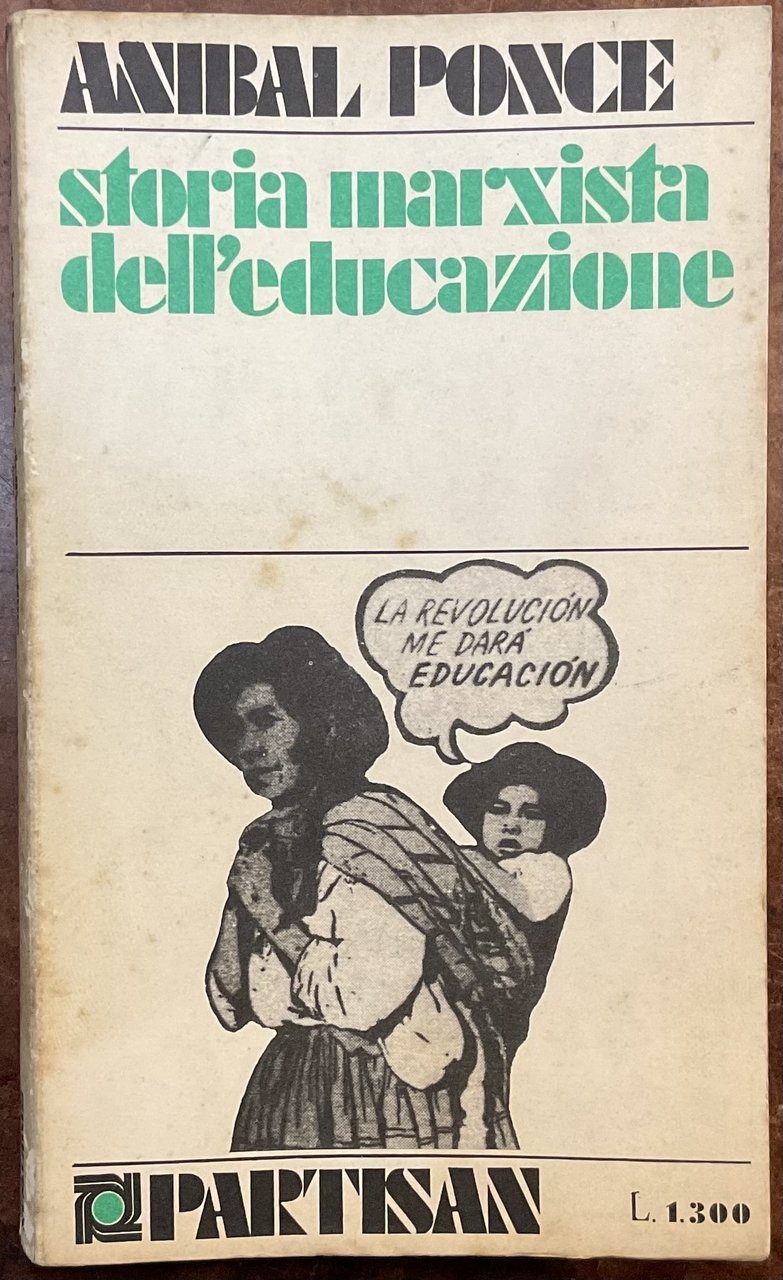 ANIBAL PONCE
storia marxista
dell'educazione
LA REVOLUCIÓN
ME DARÁ
EDUCACIÓN
PARTISAN
L. 1.300